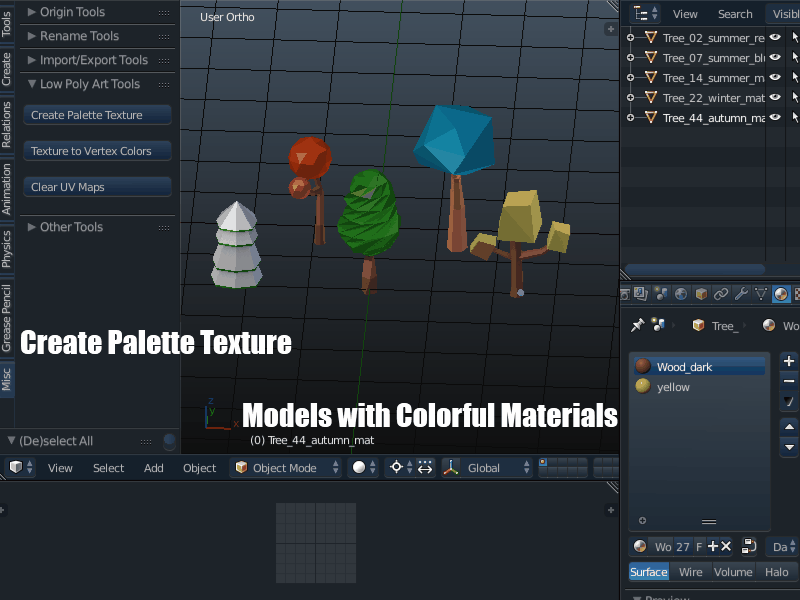 Tools
Create
Relations
Animation
Physics
Grease Pencil
Misc
Origin Tools
Rename Tools
Import/Export Tools
Low Poly Art Tools
Create Palette Texture
Texture to Vertex Colors
Clear UV Maps
Other Tools
(De)select All
User Ortho
Create Palette Texture
Models with Colorful Materials
z
y
x
(0) Tree_44_autumn_mat
View Select Add Object Object Mode Global
View Search Visibl
Tree_02_summer_re
Tree_07_summer_blu
Tree_14_summer_m
Tree_22_winter_mat
Tree_44_autumn_ma
Tree_ Wo
Wood_dark
yellow
Wo 27 F Da
Surface Wire Volume Halo
Preview